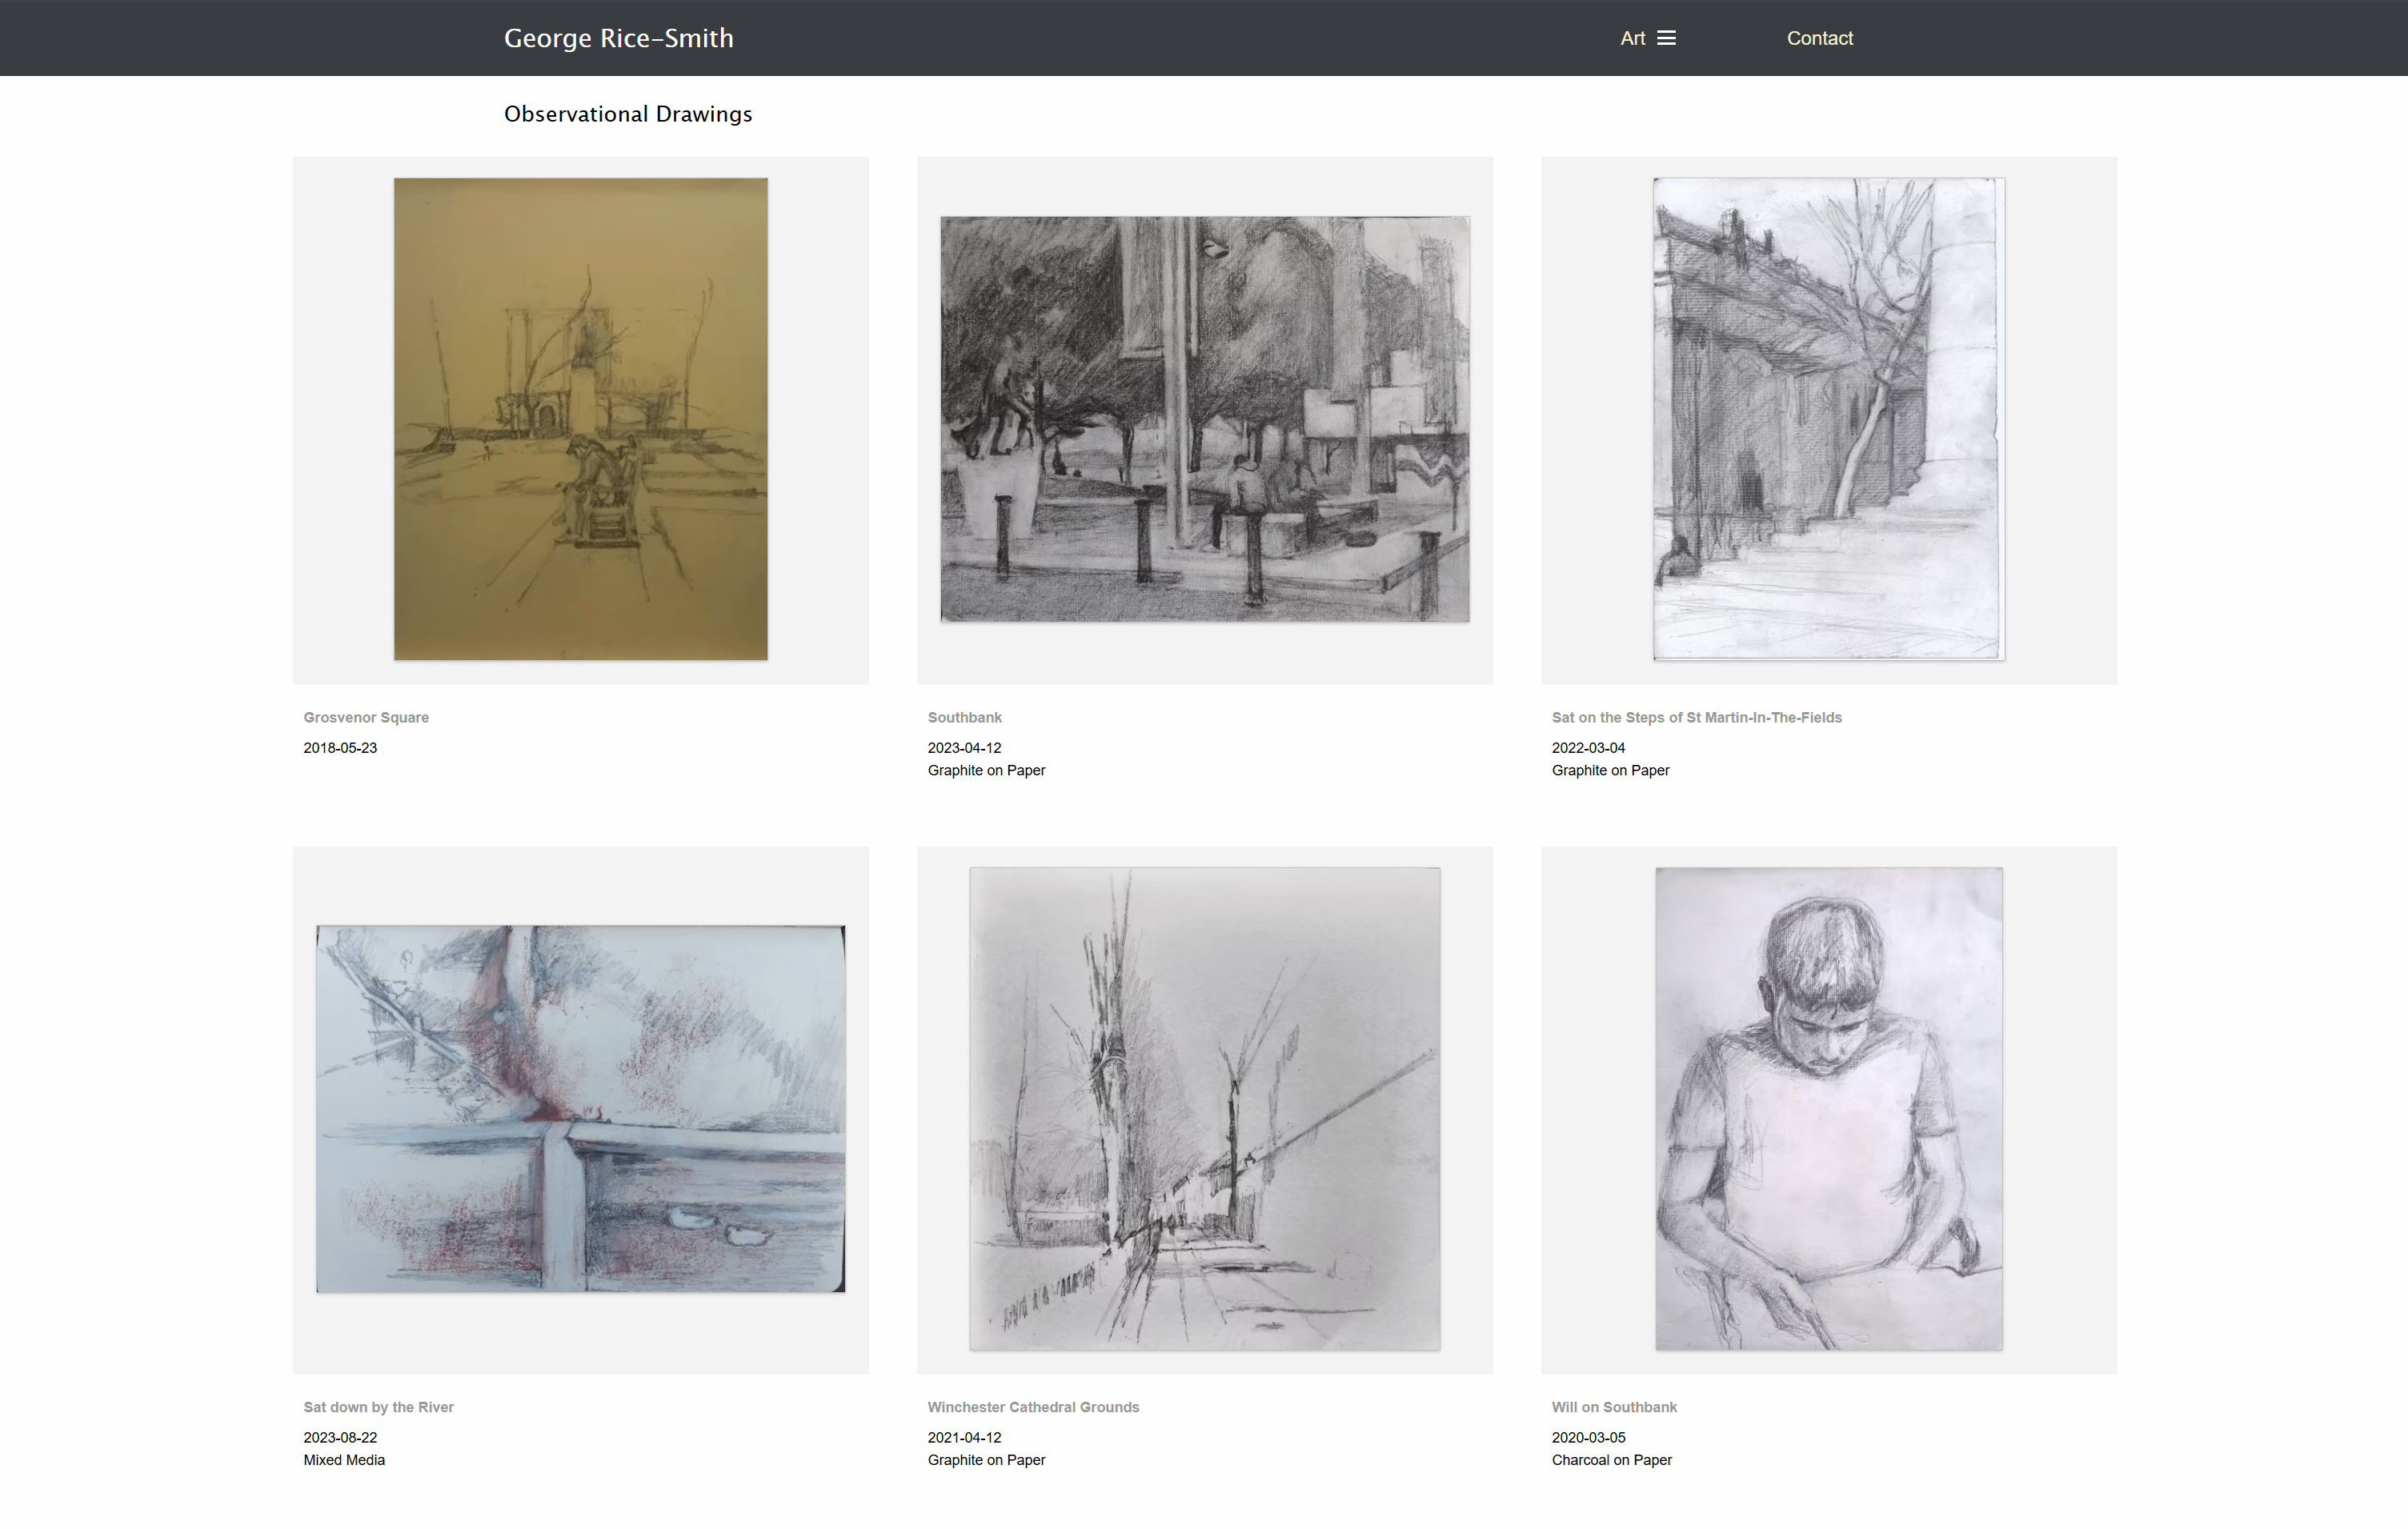 George Rice-Smith
Art
Contact
Observational Drawings
Grosvenor Square
2018-05-23
Southbank
2023-04-12
Graphite on Paper
Sat on the Steps of St Martin-In-The-Fields
2022-03-04
Graphite on Paper
Sat down by the River
2023-08-22
Mixed Media
Winchester Cathedral Grounds
2021-04-12
Graphite on Paper
Will on Southbank
2020-03-05
Charcoal on Paper